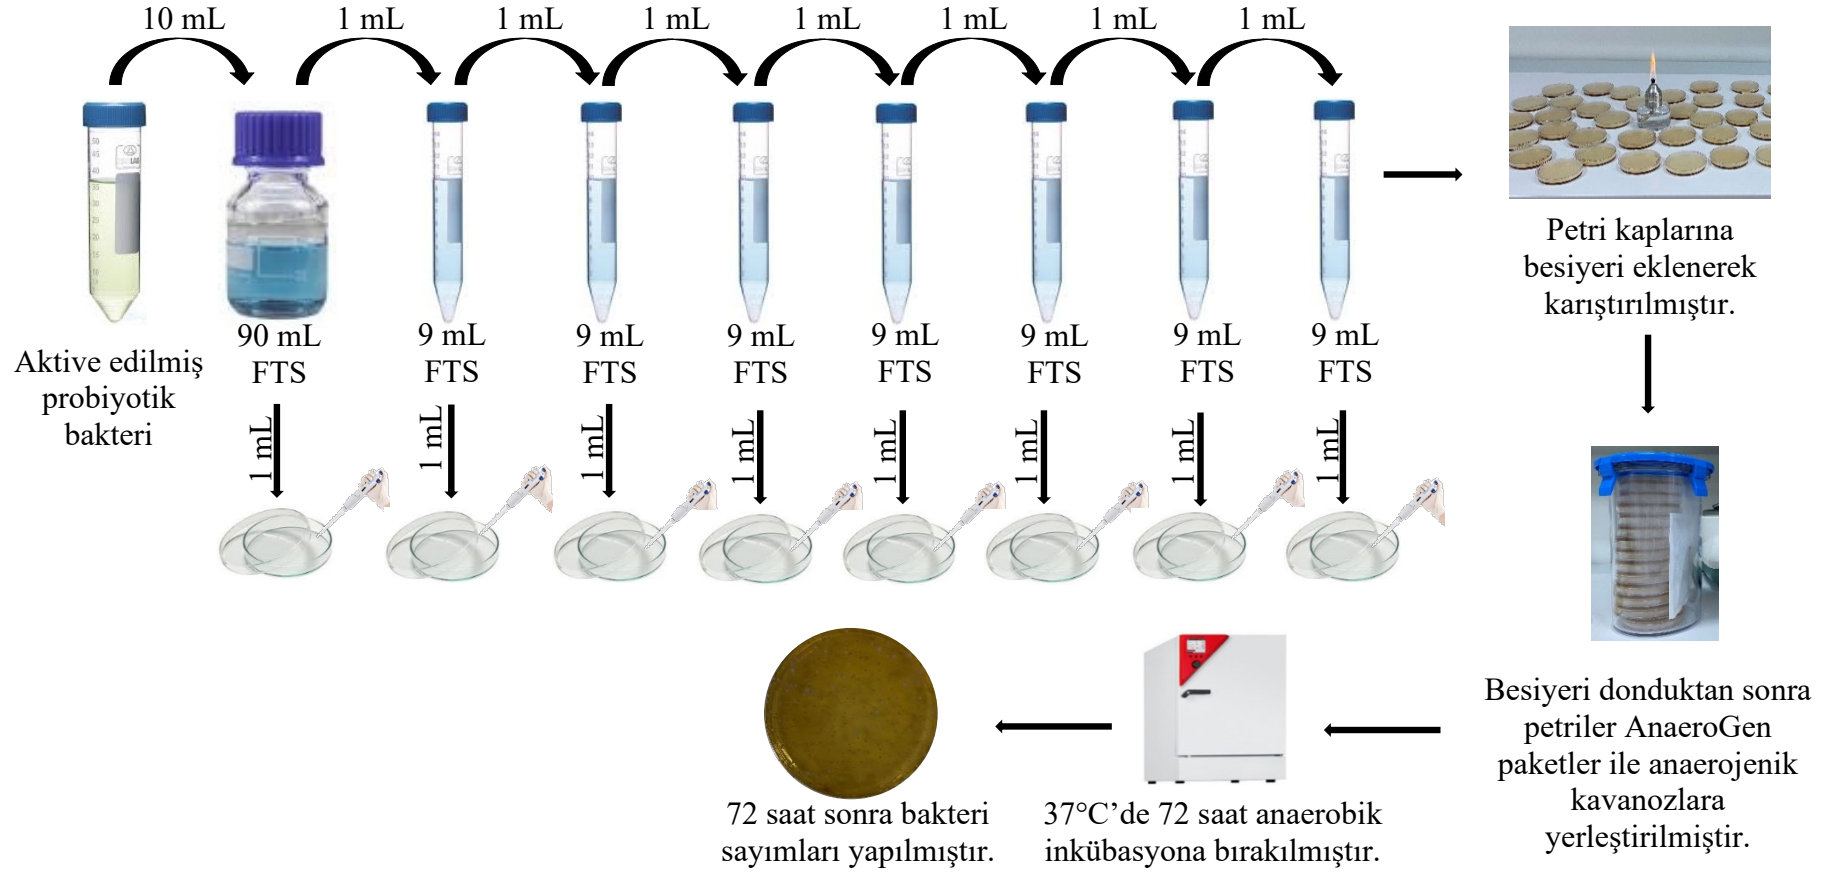 10 mL
1 mL
1 mL
1 mL
1 mL
1 mL
1 mL
1 mL
Aktive edilmiş
probiyotik
bakteri
90 mL
FTS
9 mL
FTS
9 mL
FTS
9 mL
FTS
9 mL
FTS
9 mL
FTS
9 mL
FTS
9 mL
FTS
1 mL
1 mL
1 mL
1 mL
1 mL
1 mL
1 mL
1 mL
Petri kaplarına
besiyeri eklenerek
karıştırılmıştır.
Besiyeri donduktan sonra
petriler AnaeroGen
paketler ile anaerojenik
kavanozlara
yerleştirilmiştir.
37°C’de 72 saat anaerobik
inkübasyona bırakılmıştır.
72 saat sonra bakteri
sayımları yapılmıştır.